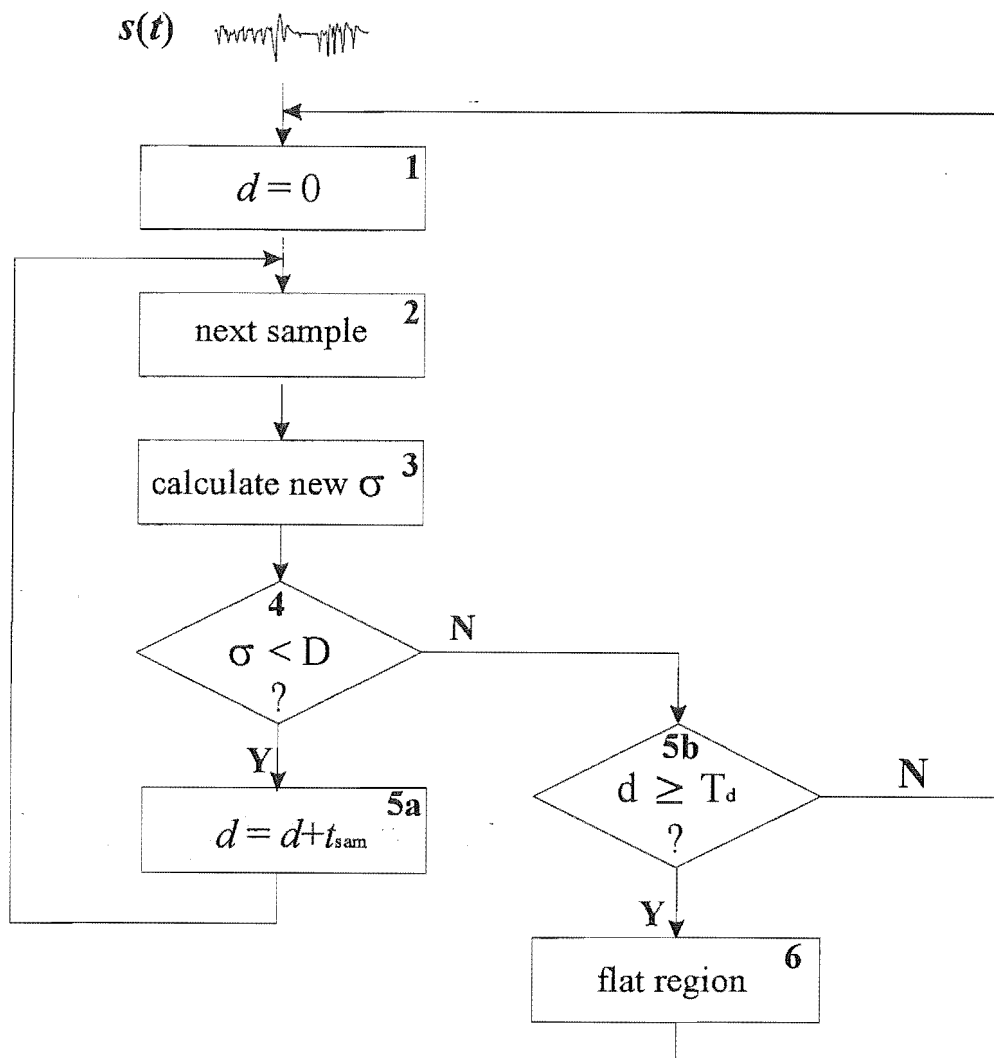 s(t)
1
d = 0
2
next sample
3
calculate new σ
4
σ < D
?
N
Y
5a
d = d+tsam
5b
d ≥ Td
?
N
Y
6
flat region